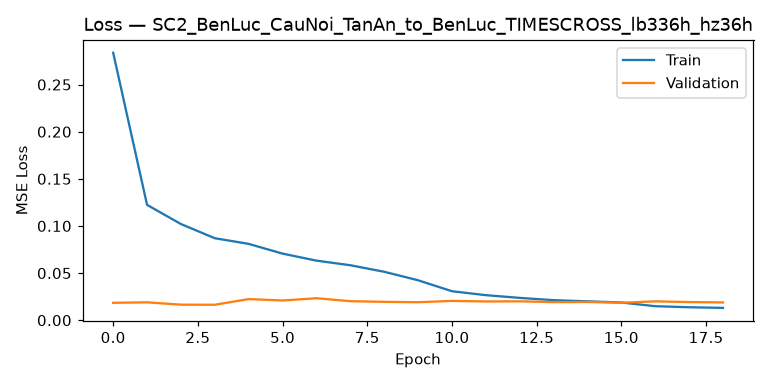 Loss — SC2_BenLuc_CauNoi_TanAn_to_BenLuc_TIMESCROSS_lb336h_hz36h
Train
Validation
MSE Loss
0.25
0.20
0.15
0.10
0.05
0.00
0.0 2.5 5.0 7.5 10.0 12.5 15.0 17.5
Epoch